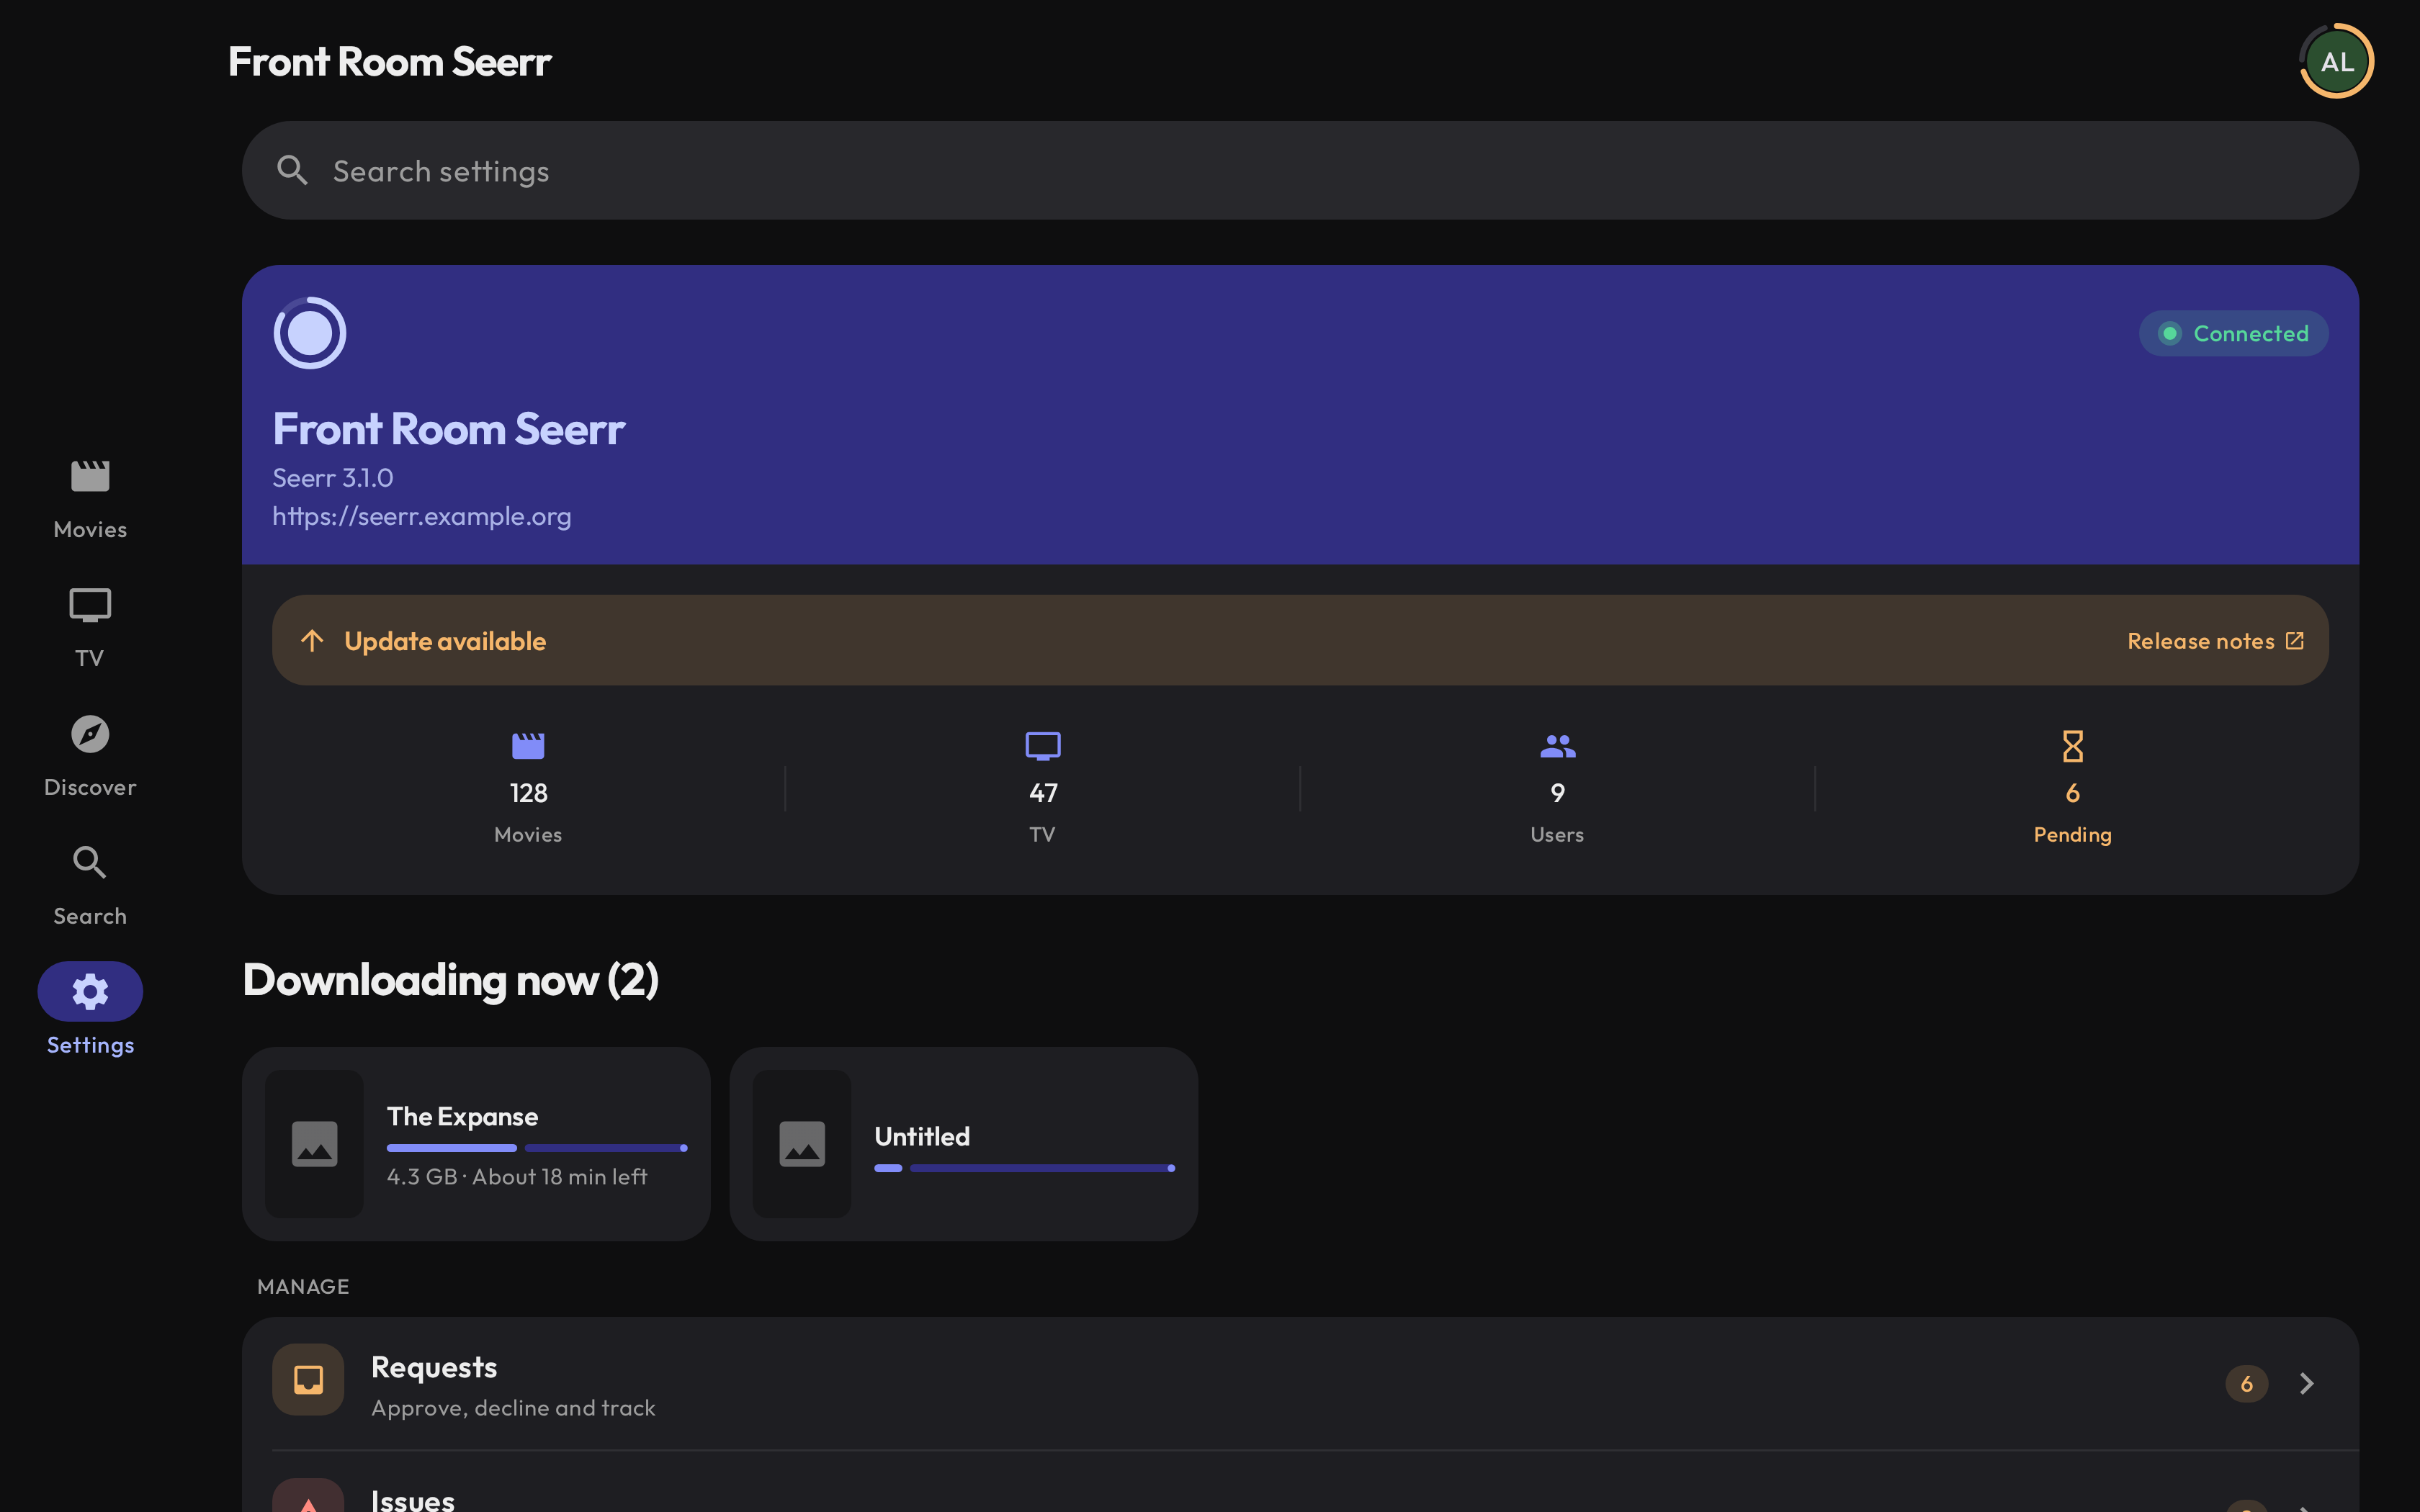 Front Room Seerr
AL
Search settings
Connected
Front Room Seerr
Seerr 3.1.0
https://seerr.example.org
Update available
Release notes
128
Movies
47
TV
9
Users
6
Pending
Movies
TV
Discover
Search
Settings
Downloading now (2)
The Expanse
4.3 GB · About 18 min left
Untitled
MANAGE
Requests
Approve, decline and track
6
Issues